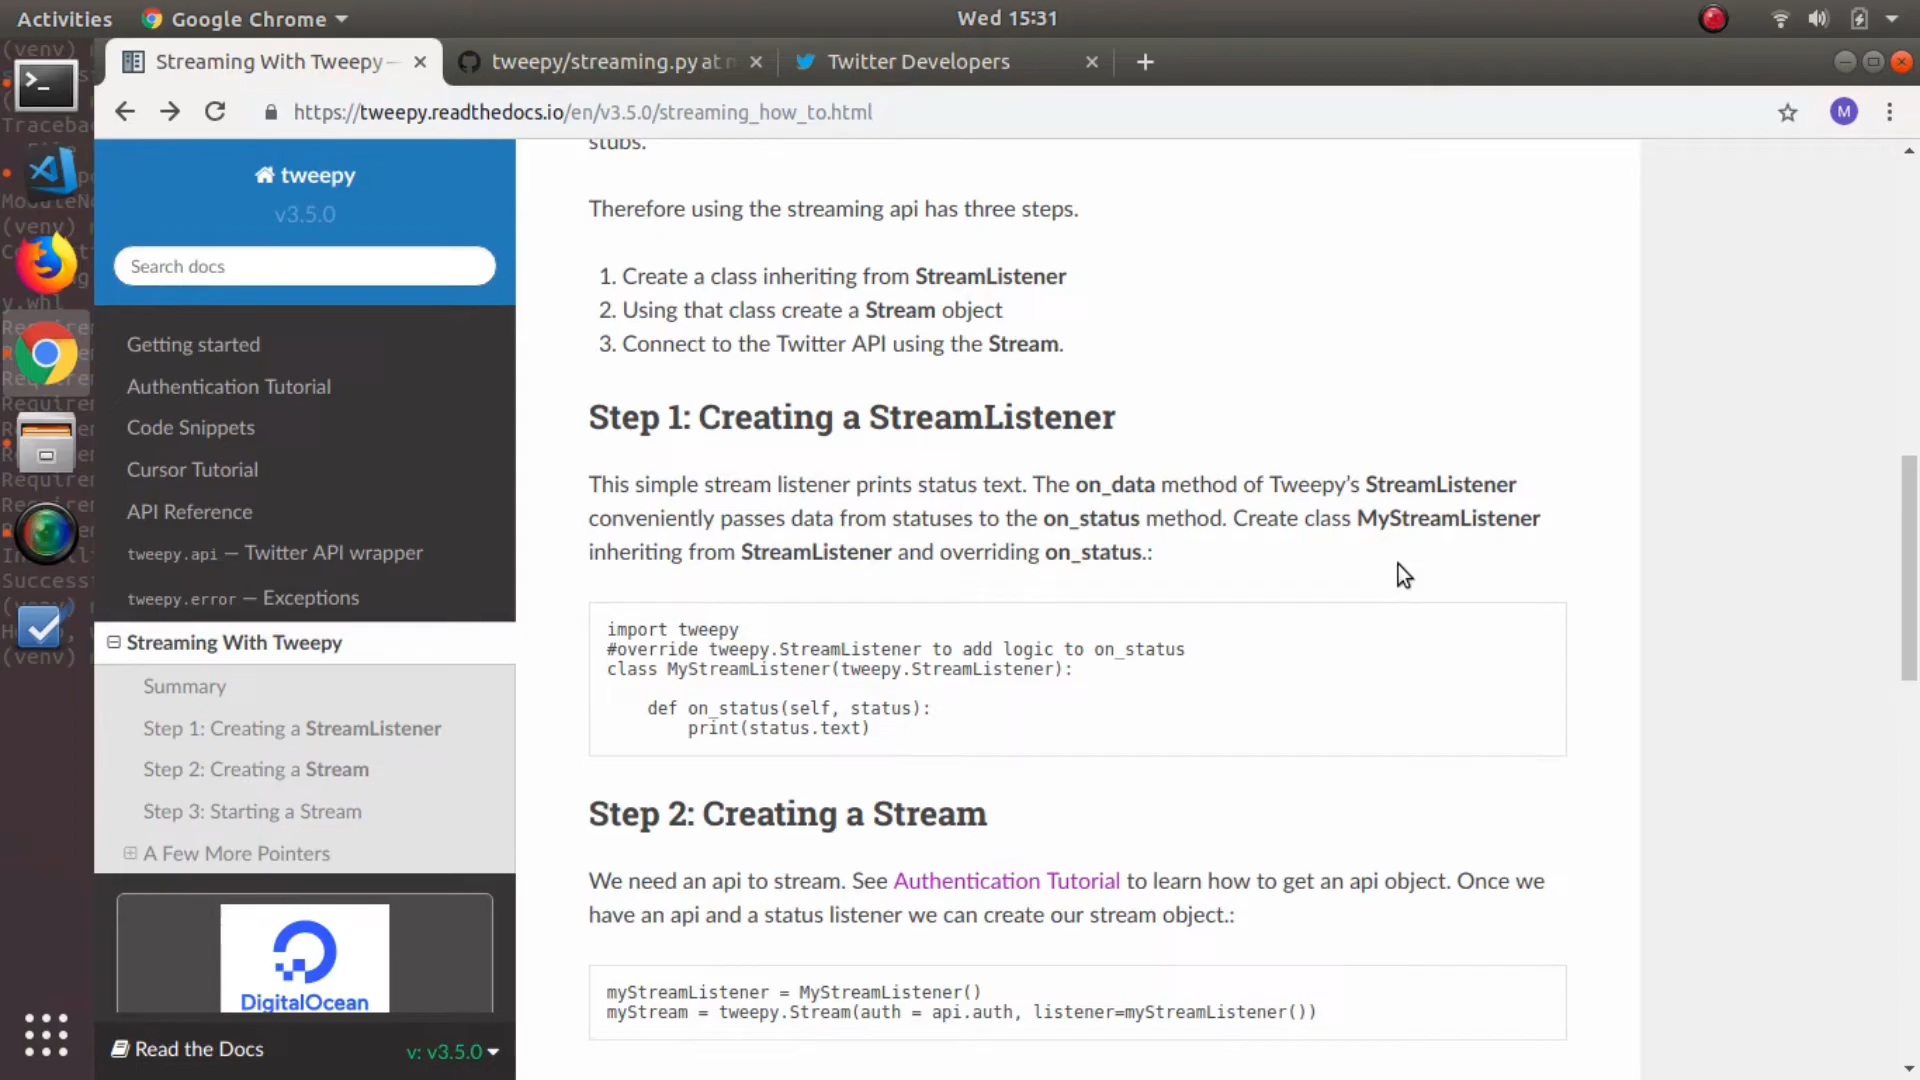 Activities Google Chrome Wed 15:31
Streaming With Tweepy — tweepy/streaming.py at Twitter Developers
https://tweepy.readthedocs.io/en/v3.5.0/streaming_how_to.html M
tweepy
v3.5.0
Search docs
Getting started
Authentication Tutorial
Code Snippets
Cursor Tutorial
API Reference
tweepy.api — Twitter API wrapper
tweepy.error — Exceptions
Streaming With Tweepy
Summary
Step 1: Creating a StreamListener
Step 2: Creating a Stream
Step 3: Starting a Stream
A Few More Pointers
DigitalOcean
Read the Docs v: v3.5.0
stubs.
Therefore using the streaming api has three steps.
1. Create a class inheriting from StreamListener
2. Using that class create a Stream object
3. Connect to the Twitter API using the Stream.
Step 1: Creating a StreamListener
This simple stream listener prints status text. The on_data method of Tweepy’s StreamListener
conveniently passes data from statuses to the on_status method. Create class MyStreamListener
inheriting from StreamListener and overriding on_status.:
import tweepy
#override tweepy.StreamListener to add logic to on_status
class MyStreamListener(tweepy.StreamListener):
def on_status(self, status):
print(status.text)
Step 2: Creating a Stream
We need an api to stream. See Authentication Tutorial to learn how to get an api object. Once we
have an api and a status listener we can create our stream object.:
myStreamListener = MyStreamListener()
myStream = tweepy.Stream(auth = api.auth, listener=myStreamListener())